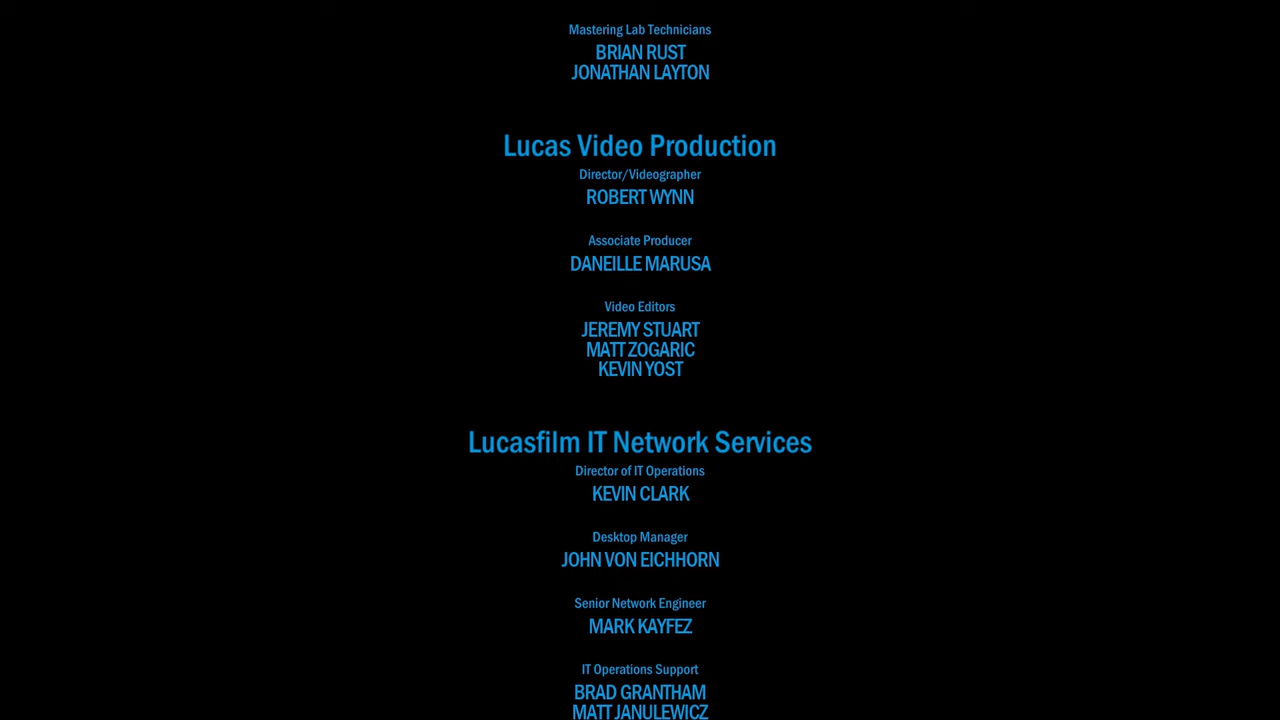 Mastering Lab Technicians
BRIAN RUST
JONATHAN LAYTON
Lucas Video Production
Director/Videographer
ROBERT WYNN
Associate Producer
DANEILLE MARUSA
Video Editors
JEREMY STUART
MATT ZOGARIC
KEVIN YOST
Lucasfilm IT Network Services
Director of IT Operations
KEVIN CLARK
Desktop Manager
JOHN VON EICHHORN
Senior Network Engineer
MARK KAYFEZ
IT Operations Support
BRAD GRANTHAM
MATT JANULEWICZ